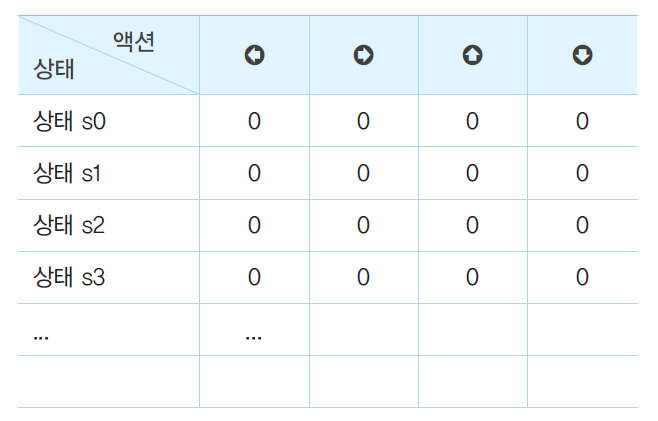 액션
상태
상태 s0 0 0 0 0
상태 s1 0 0 0 0
상태 s2 0 0 0 0
상태 s3 0 0 0 0
... ...